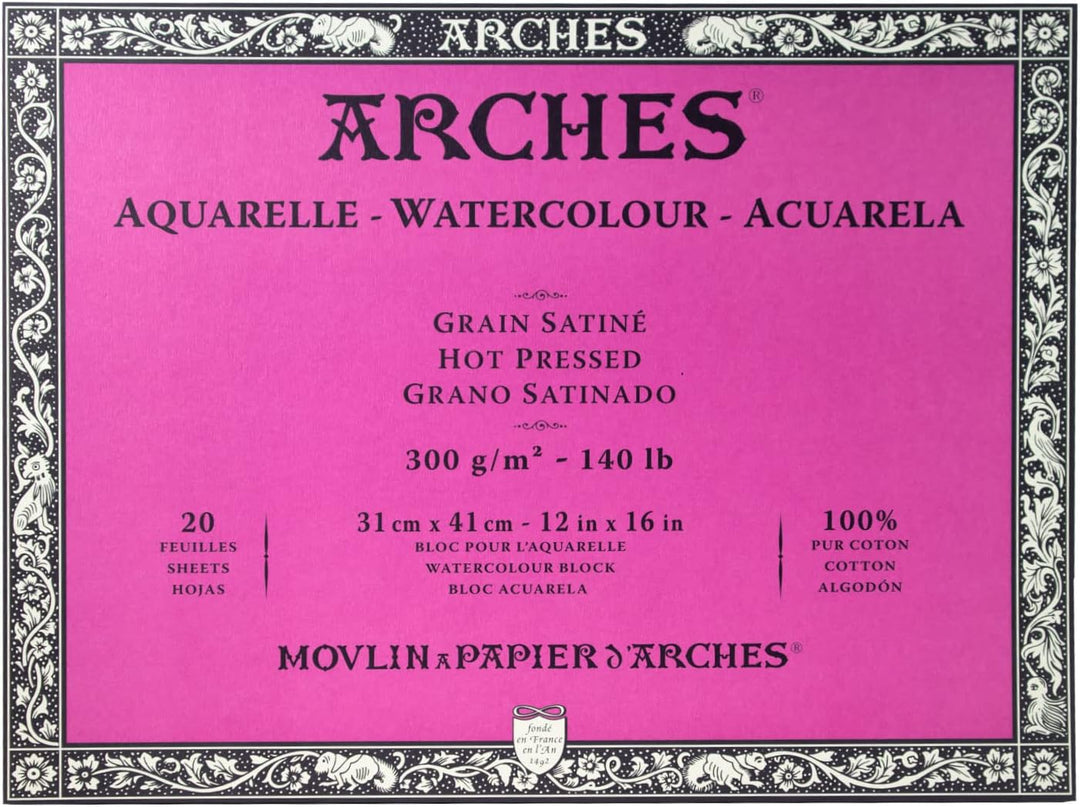 ARCHES
ARCHES®
AQUARELLE - WATERCOLOUR - ACUARELA
GRAIN SATINÉ
HOT PRESSED
GRANO SATINADO
300 g/m² - 140 lb
20
FEUILLES
SHEETS
HOJAS
31 cm x 41 cm - 12 in x 16 in
BLOC POUR L'AQUARELLE
WATERCOLOUR BLOCK
BLOC ACUARELA
100%
PUR COTON
COTTON
ALGODÓN
MOVLIN A PAPIER D'ARCHES®
fondé
en France
en l'An
1492